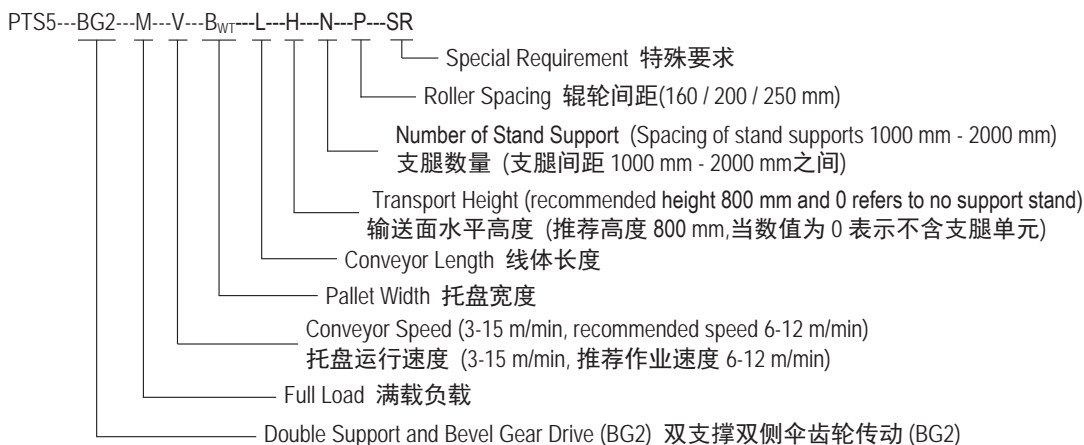 PTS5---BG2---M---V---BWT---L---H---N---P---SR
Special Requirement 特殊要求
Roller Spacing 辊轮间距(160 / 200 / 250 mm)
Number of Stand Support (Spacing of stand supports 1000 mm - 2000 mm)
支腿数量 (支腿间距 1000 mm - 2000 mm之间)
Transport Height (recommended height 800 mm and 0 refers to no support stand)
输送面水平高度 (推荐高度 800 mm,当数值为 0 表示不含支腿单元)
Conveyor Length 线体长度
Pallet Width 托盘宽度
Conveyor Speed (3-15 m/min, recommended speed 6-12 m/min)
托盘运行速度 (3-15 m/min, 推荐作业速度 6-12 m/min)
Full Load 满载负载
Double Support and Bevel Gear Drive (BG2) 双支撑双侧伞齿轮传动 (BG2)